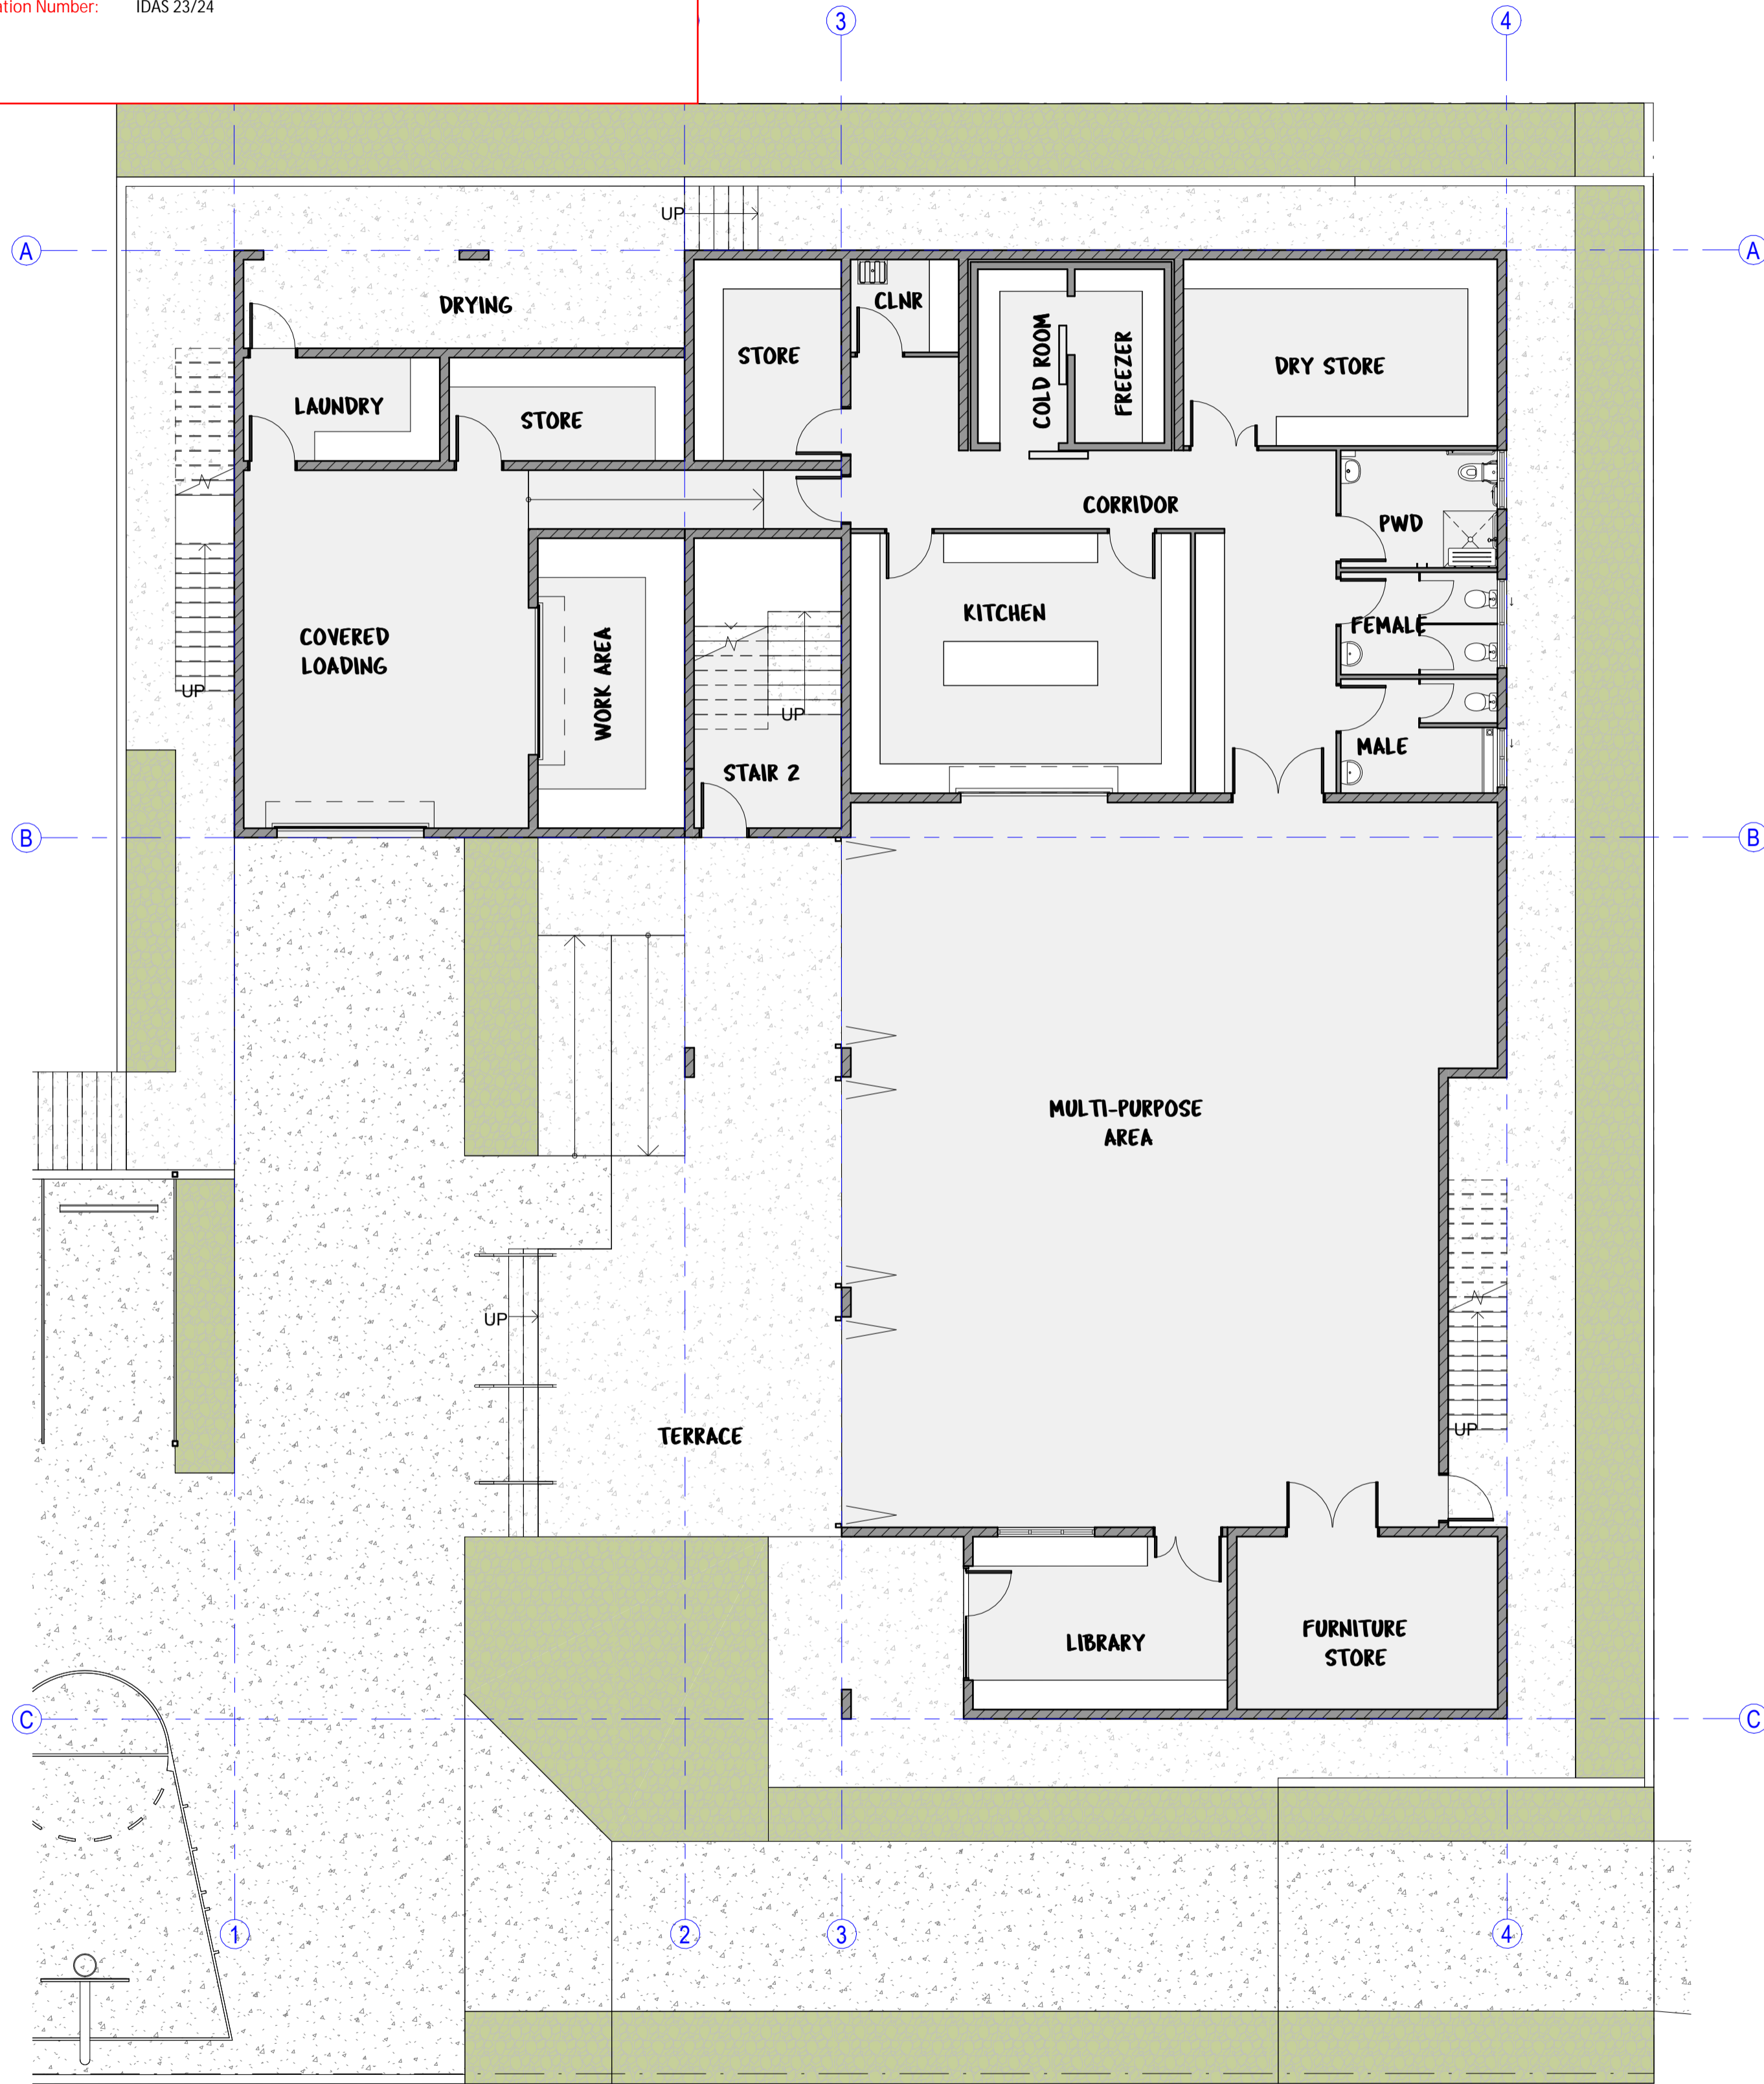 ation Number: IDAS 23/24
3
4
UP
A
A
DRYING
CLNR
STORE
COLD ROOM
FREEZER
DRY STORE
LAUNDRY
STORE
CORRIDOR
PWD
KITCHEN
FEMALE
COVERED
LOADING
WORK AREA
UP
UP
STAIR 2
MALE
B
B
MULTI-PURPOSE
AREA
UP
TERRACE
UP
LIBRARY
FURNITURE
STORE
C
C
1
2
3
4